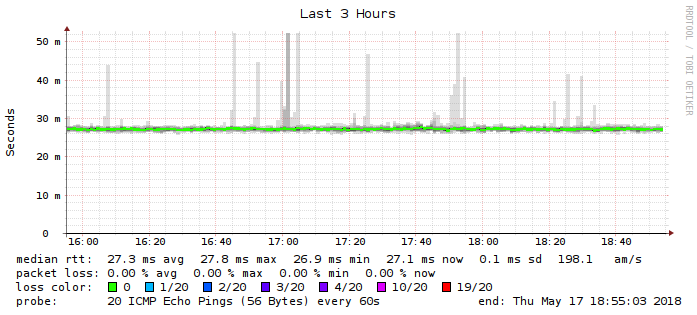 Last 3 Hours
RRDTOOL / TOBI OETIKER
Seconds
50 m
40 m
30 m
20 m
10 m
0
16:00 16:20 16:40 17:00 17:20 17:40 18:00 18:20 18:40
median rtt: 27.3 ms avg 27.8 ms max 26.9 ms min 27.1 ms now 0.1 ms sd 198.1 am/s
packet loss: 0.00 % avg 0.00 % max 0.00 % min 0.00 % now
loss color: 0 1/20 2/20 3/20 4/20 10/20 19/20
probe: 20 ICMP Echo Pings (56 Bytes) every 60s end: Thu May 17 18:55:03 2018